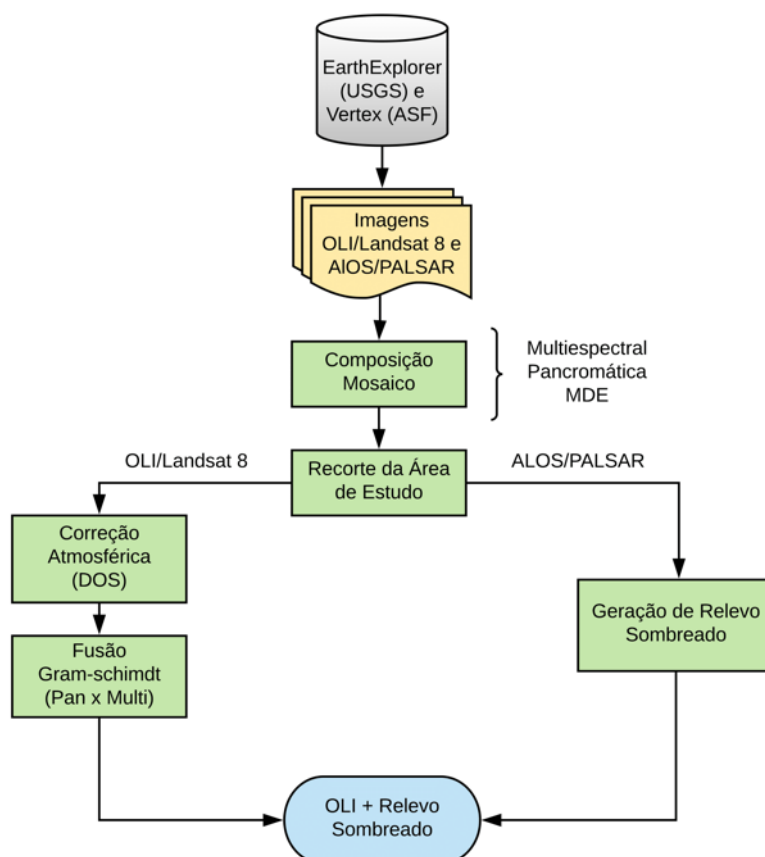 EarthExplorer
(USGS) e
Vertex (ASF)
Imagens
OLI/Landsat 8 e
AlOS/PALSAR
Composição
Mosaico
Multiespectral
Pancromática
MDE
OLI/Landsat 8
Recorte da Área
de Estudo
ALOS/PALSAR
Correção
Atmosférica
(DOS)
Fusão
Gram-schimdt
(Pan x Multi)
Geração de Relevo
Sombreado
OLI + Relevo
Sombreado